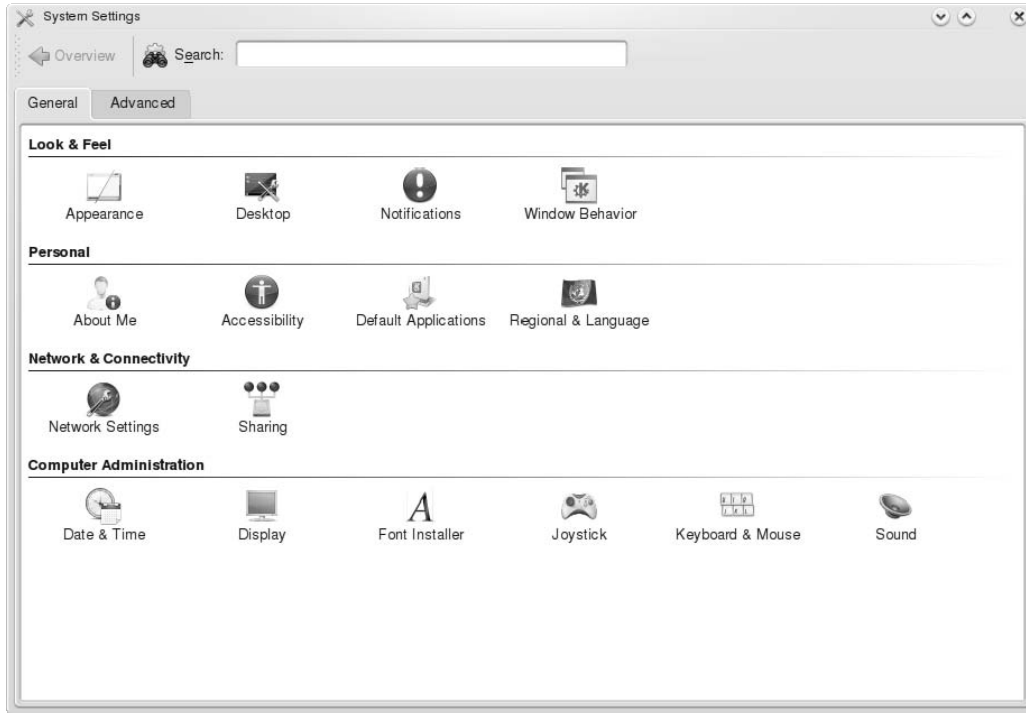 System Settings
Overview Search:
General Advanced
Look & Feel
Appearance Desktop Notifications Window Behavior
Personal
About Me Accessibility Default Applications Regional & Language
Network & Connectivity
Network Settings Sharing
Computer Administration
Date & Time Display Font Installer Joystick Keyboard & Mouse Sound